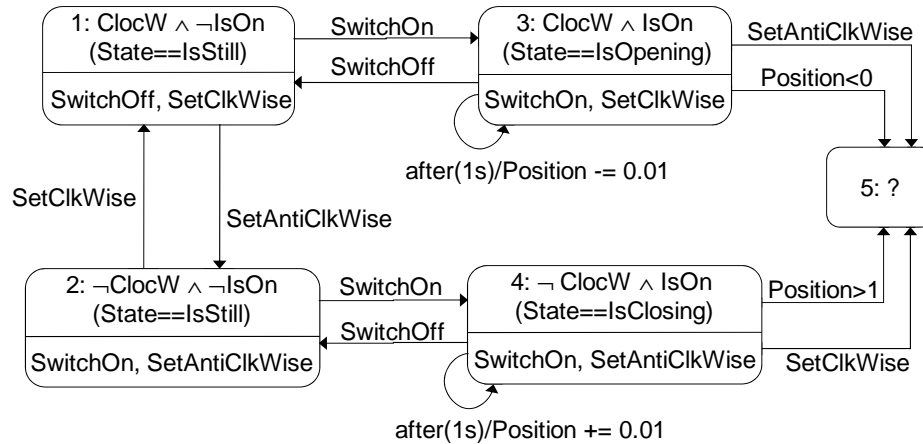 1: ClocW ∧ ¬IsOn
(State==IsStill)
SwitchOff, SetClkWise
SwitchOn
SwitchOff
3: ClocW ∧ IsOn
(State==IsOpening)
SwitchOn, SetClkWise
after(1s)/Position -= 0.01
SetAntiClkWise
Position<0
5: ?
SetClkWise
SetAntiClkWise
2: ¬ClocW ∧ ¬IsOn
(State==IsStill)
SwitchOn, SetAntiClkWise
SwitchOn
SwitchOff
4: ¬ ClocW ∧ IsOn
(State==IsClosing)
SwitchOn, SetAntiClkWise
after(1s)/Position += 0.01
Position>1
SetClkWise